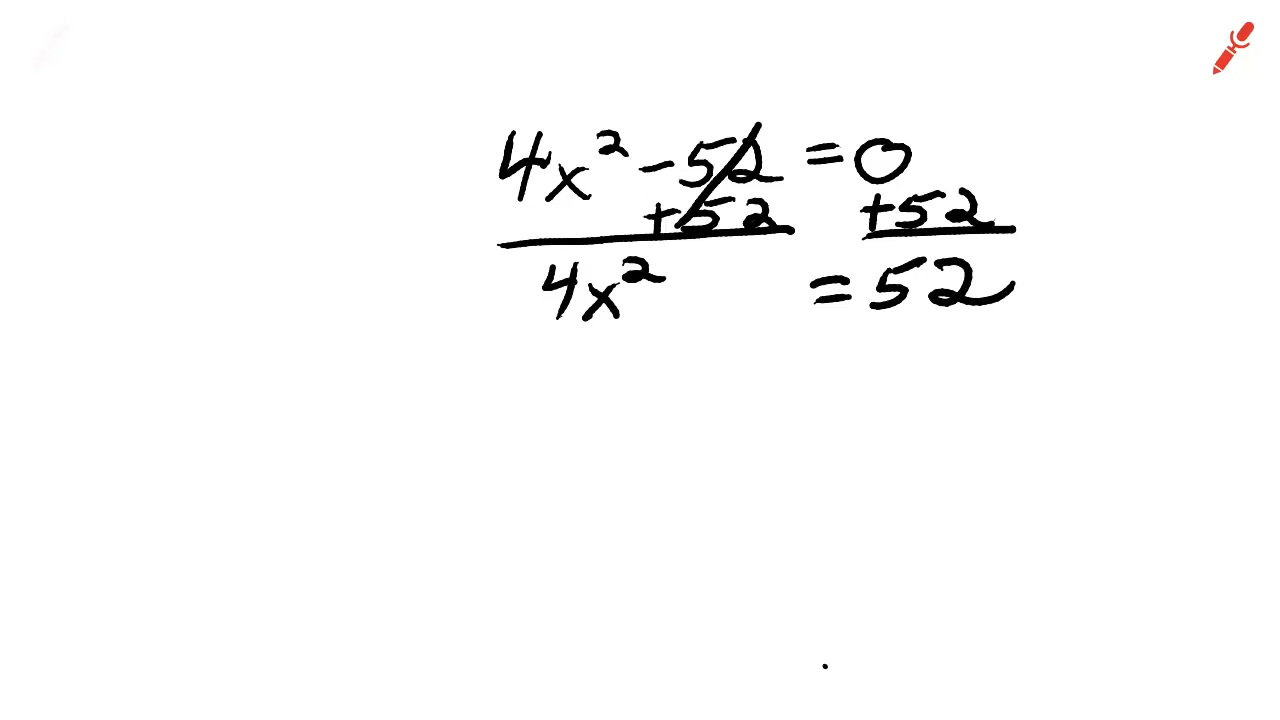 4x² - 52 = 0
+ 52 + 52
4x² = 52